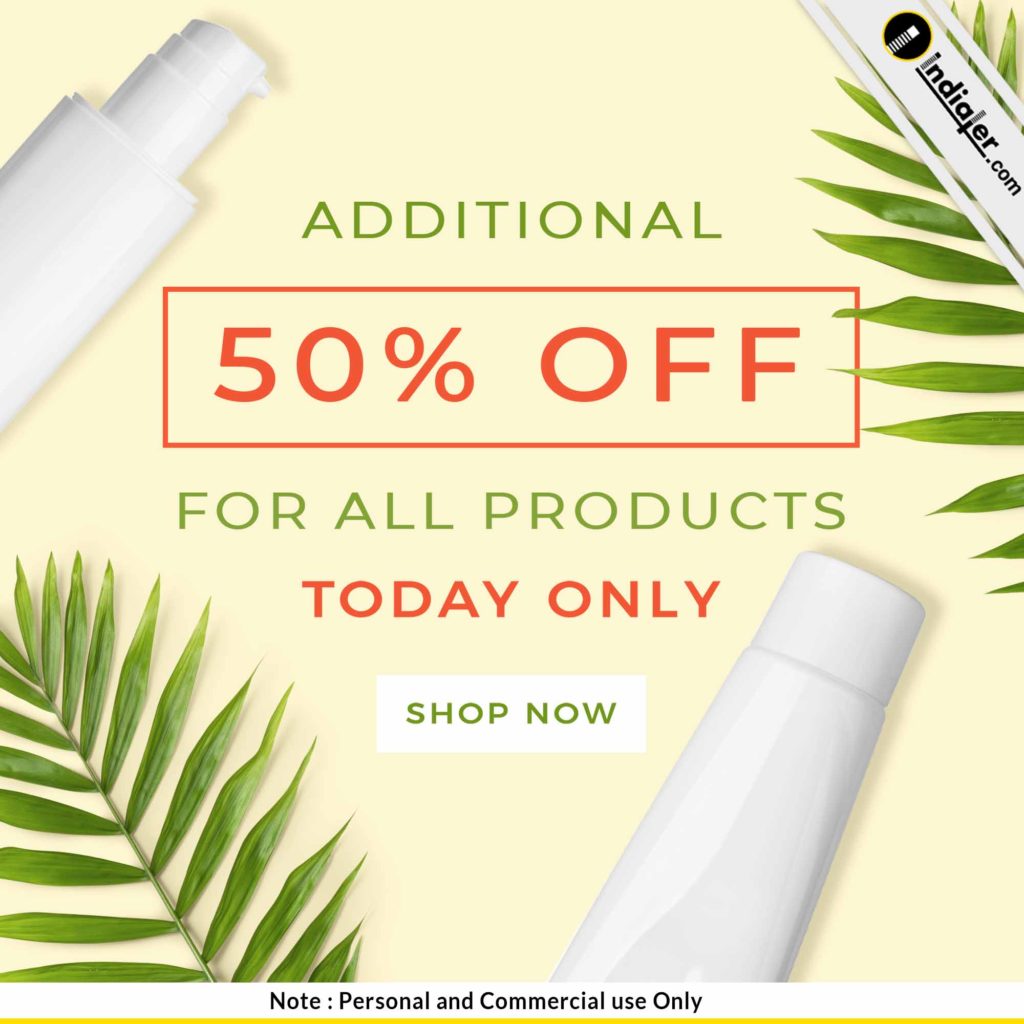 indiater.com
ADDITIONAL
50% OFF
FOR ALL PRODUCTS
TODAY ONLY
SHOP NOW
Note : Personal and Commercial use Only